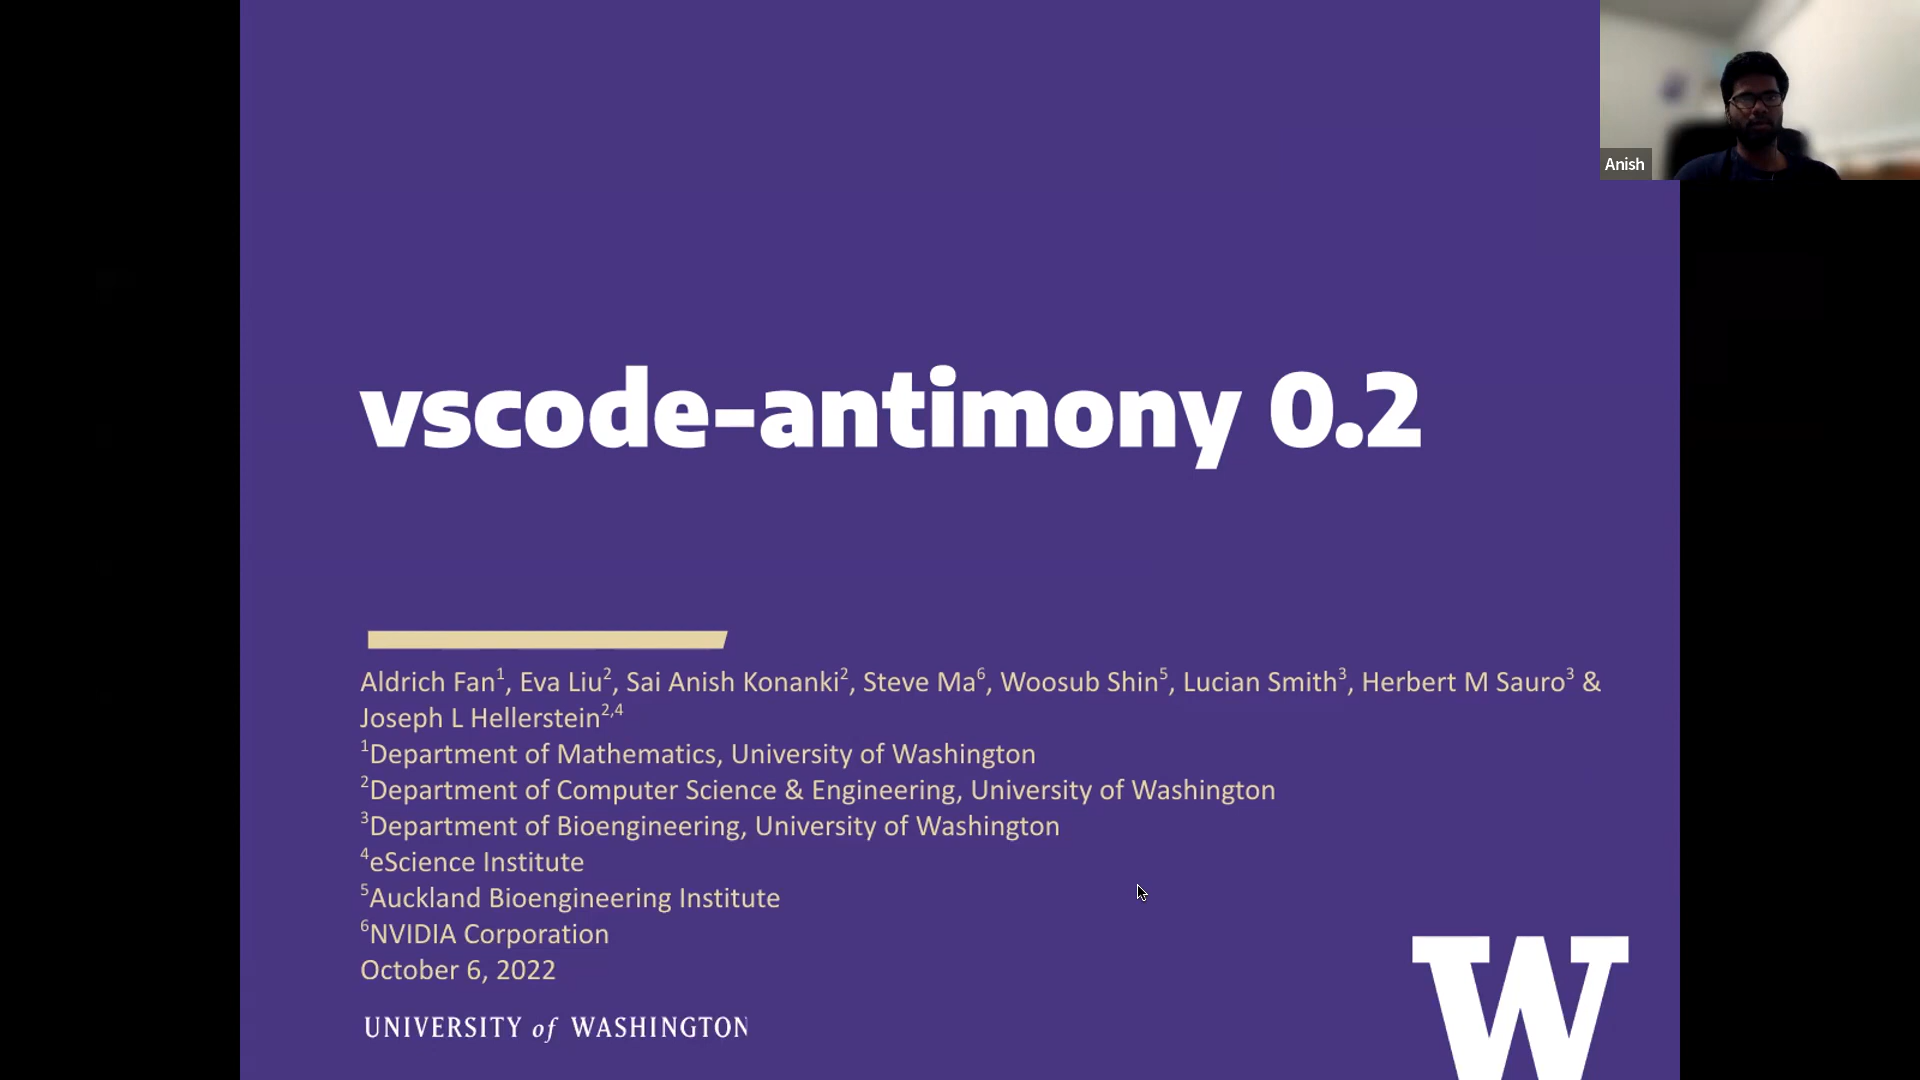 Anish
vscode-antimony 0.2
Aldrich Fan1, Eva Liu2, Sai Anish Konanki2, Steve Ma6, Woosub Shin5, Lucian Smith3, Herbert M Sauro3 &
Joseph L Hellerstein2,4
1Department of Mathematics, University of Washington
2Department of Computer Science & Engineering, University of Washington
3Department of Bioengineering, University of Washington
4eScience Institute
5Auckland Bioengineering Institute
6NVIDIA Corporation
October 6, 2022
UNIVERSITY of WASHINGTON
W